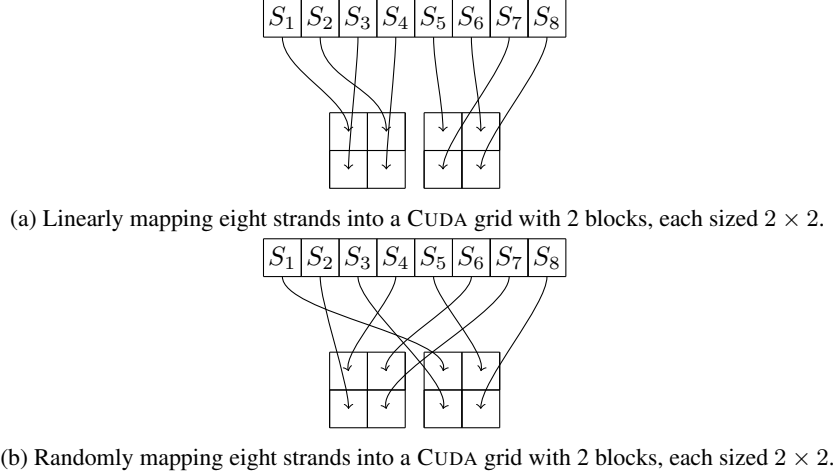 S₁ S₂ S₃ S₄ S₅ S₆ S₇ S₈
(a) Linearly mapping eight strands into a CUDA grid with 2 blocks, each sized 2 × 2.
S₁ S₂ S₃ S₄ S₅ S₆ S₇ S₈
(b) Randomly mapping eight strands into a CUDA grid with 2 blocks, each sized 2 × 2.